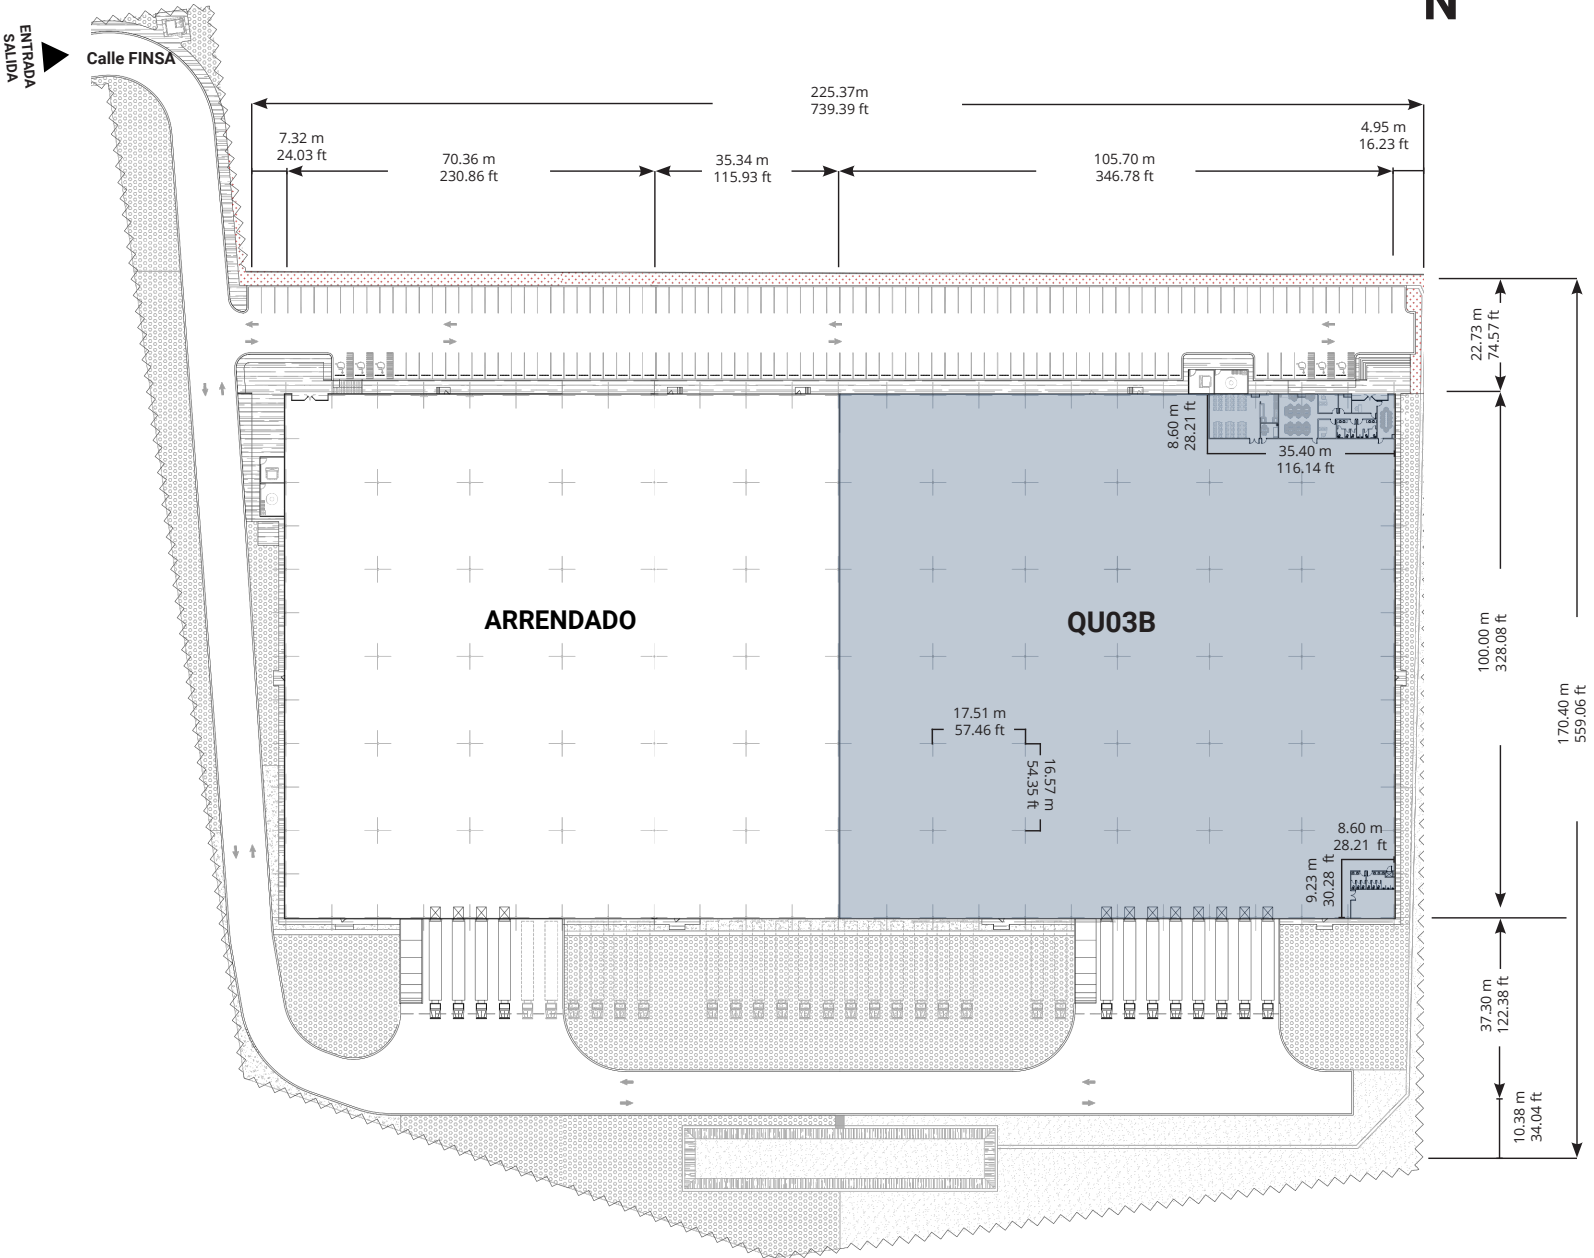 N
ENTRADA
SALIDA
Calle FINSA
225.37m
739.39 ft
7.32 m
24.03 ft
70.36 m
230.86 ft
35.34 m
115.93 ft
105.70 m
346.78 ft
4.95 m
16.23 ft
22.73 m
74.57 ft
8.60 m
28.21 ft
35.40 m
116.14 ft
ARRENDADO
QU03B
100.00 m
328.08 ft
170.40 m
559.06 ft
17.51 m
57.46 ft
16.57 m
54.35 ft
8.60 m
28.21 ft
9.23 m
30.28 ft
37.30 m
122.38 ft
10.38 m
34.04 ft